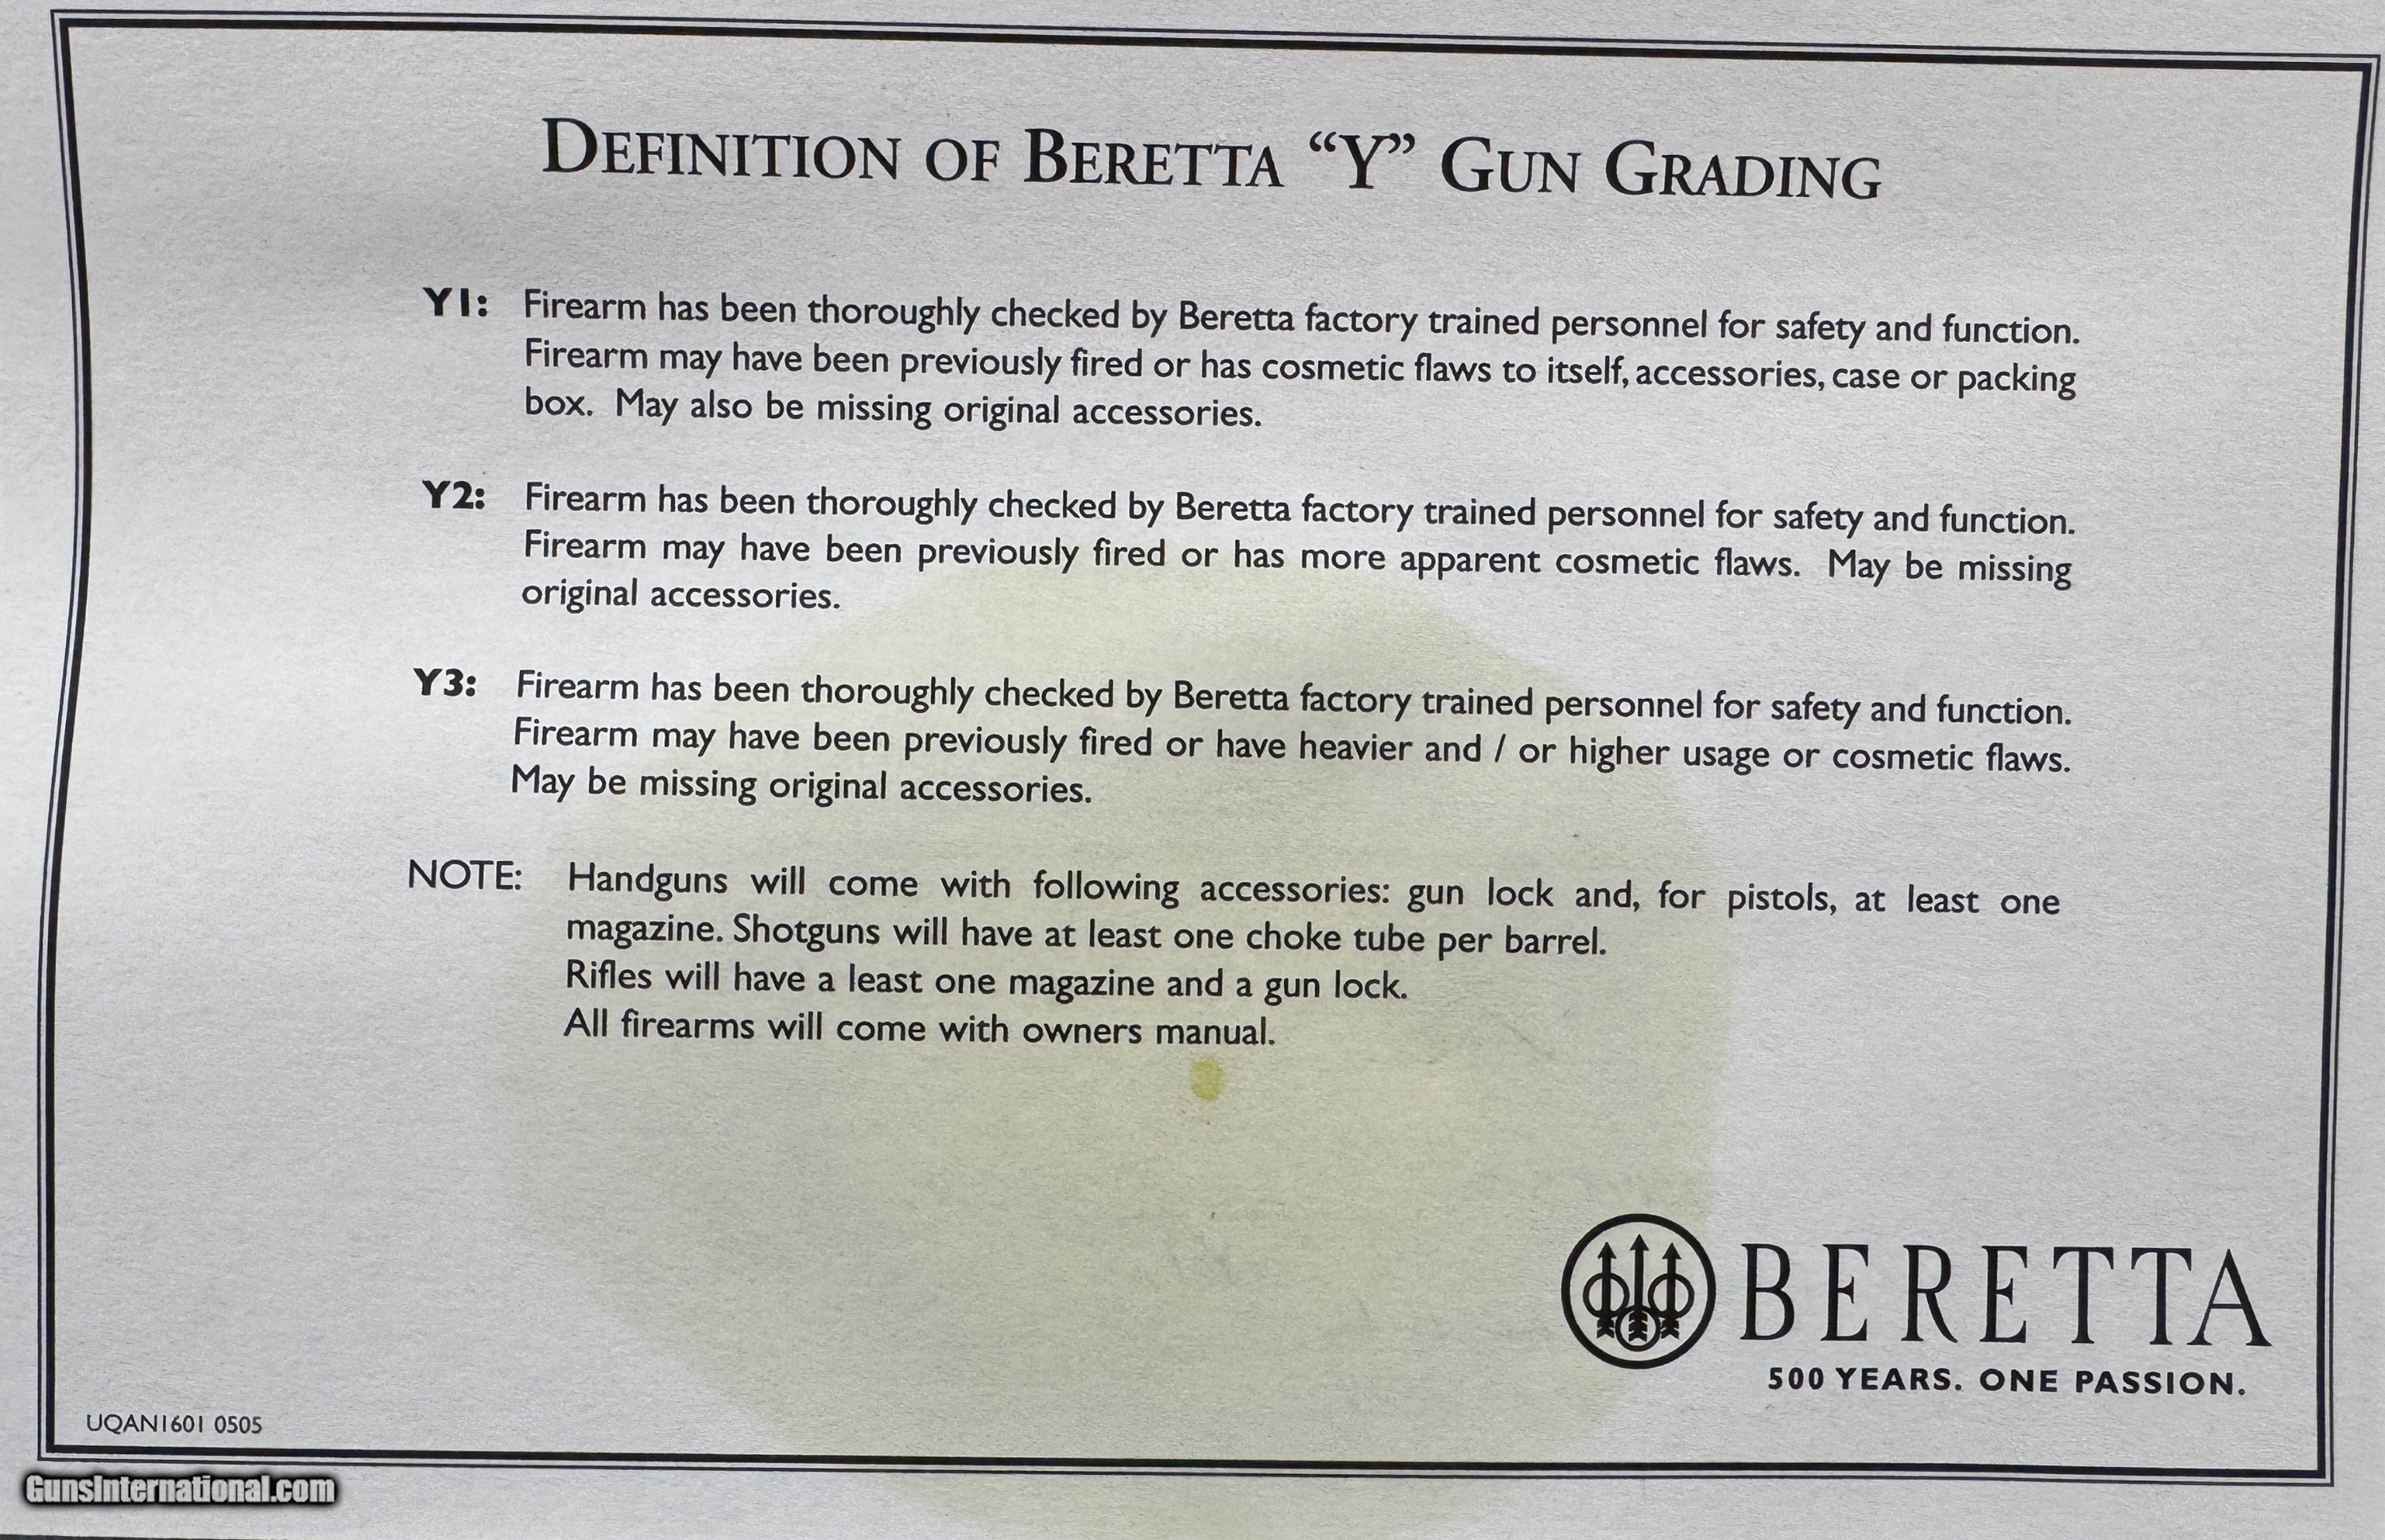 DEFINITION OF BERETTA “Y” GUN GRADING
Y1: Firearm has been thoroughly checked by Beretta factory trained personnel for safety and function.
Firearm may have been previously fired or has cosmetic flaws to itself, accessories, case or packing
box. May also be missing original accessories.
Y2: Firearm has been thoroughly checked by Beretta factory trained personnel for safety and function.
Firearm may have been previously fired or has more apparent cosmetic flaws. May be missing
original accessories.
Y3: Firearm has been thoroughly checked by Beretta factory trained personnel for safety and function.
Firearm may have been previously fired or have heavier and / or higher usage or cosmetic flaws.
May be missing original accessories.
NOTE: Handguns will come with following accessories: gun lock and, for pistols, at least one
magazine. Shotguns will have at least one choke tube per barrel.
Rifles will have a least one magazine and a gun lock.
All firearms will come with owners manual.
BERETTA
500 YEARS. ONE PASSION.
UQAN1601 0505
GunsInternational.com